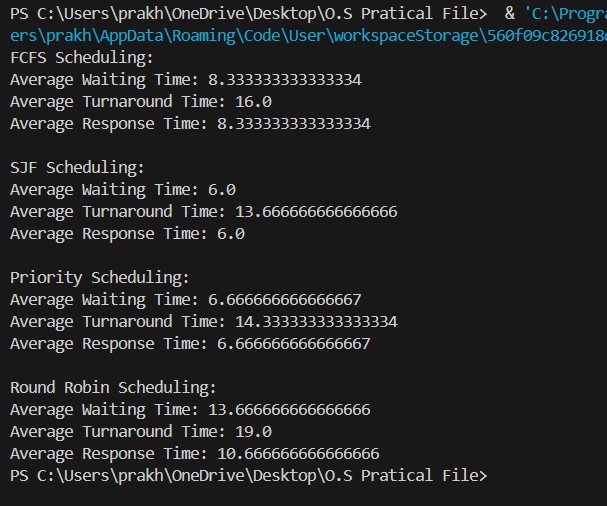 PS C:\Users\prakh\OneDrive\Desktop\O.S Pratical File>  & 'C:\Progra
ers\prakh\AppData\Roaming\Code\User\workspaceStorage\560f09c826918
FCFS Scheduling:
Average Waiting Time: 8.333333333333334
Average Turnaround Time: 16.0
Average Response Time: 8.333333333333334

SJF Scheduling:
Average Waiting Time: 6.0
Average Turnaround Time: 13.666666666666666
Average Response Time: 6.0

Priority Scheduling:
Average Waiting Time: 6.666666666666667
Average Turnaround Time: 14.333333333333334
Average Response Time: 6.666666666666667

Round Robin Scheduling:
Average Waiting Time: 13.666666666666666
Average Turnaround Time: 19.0
Average Response Time: 10.666666666666666
PS C:\Users\prakh\OneDrive\Desktop\O.S Pratical File>